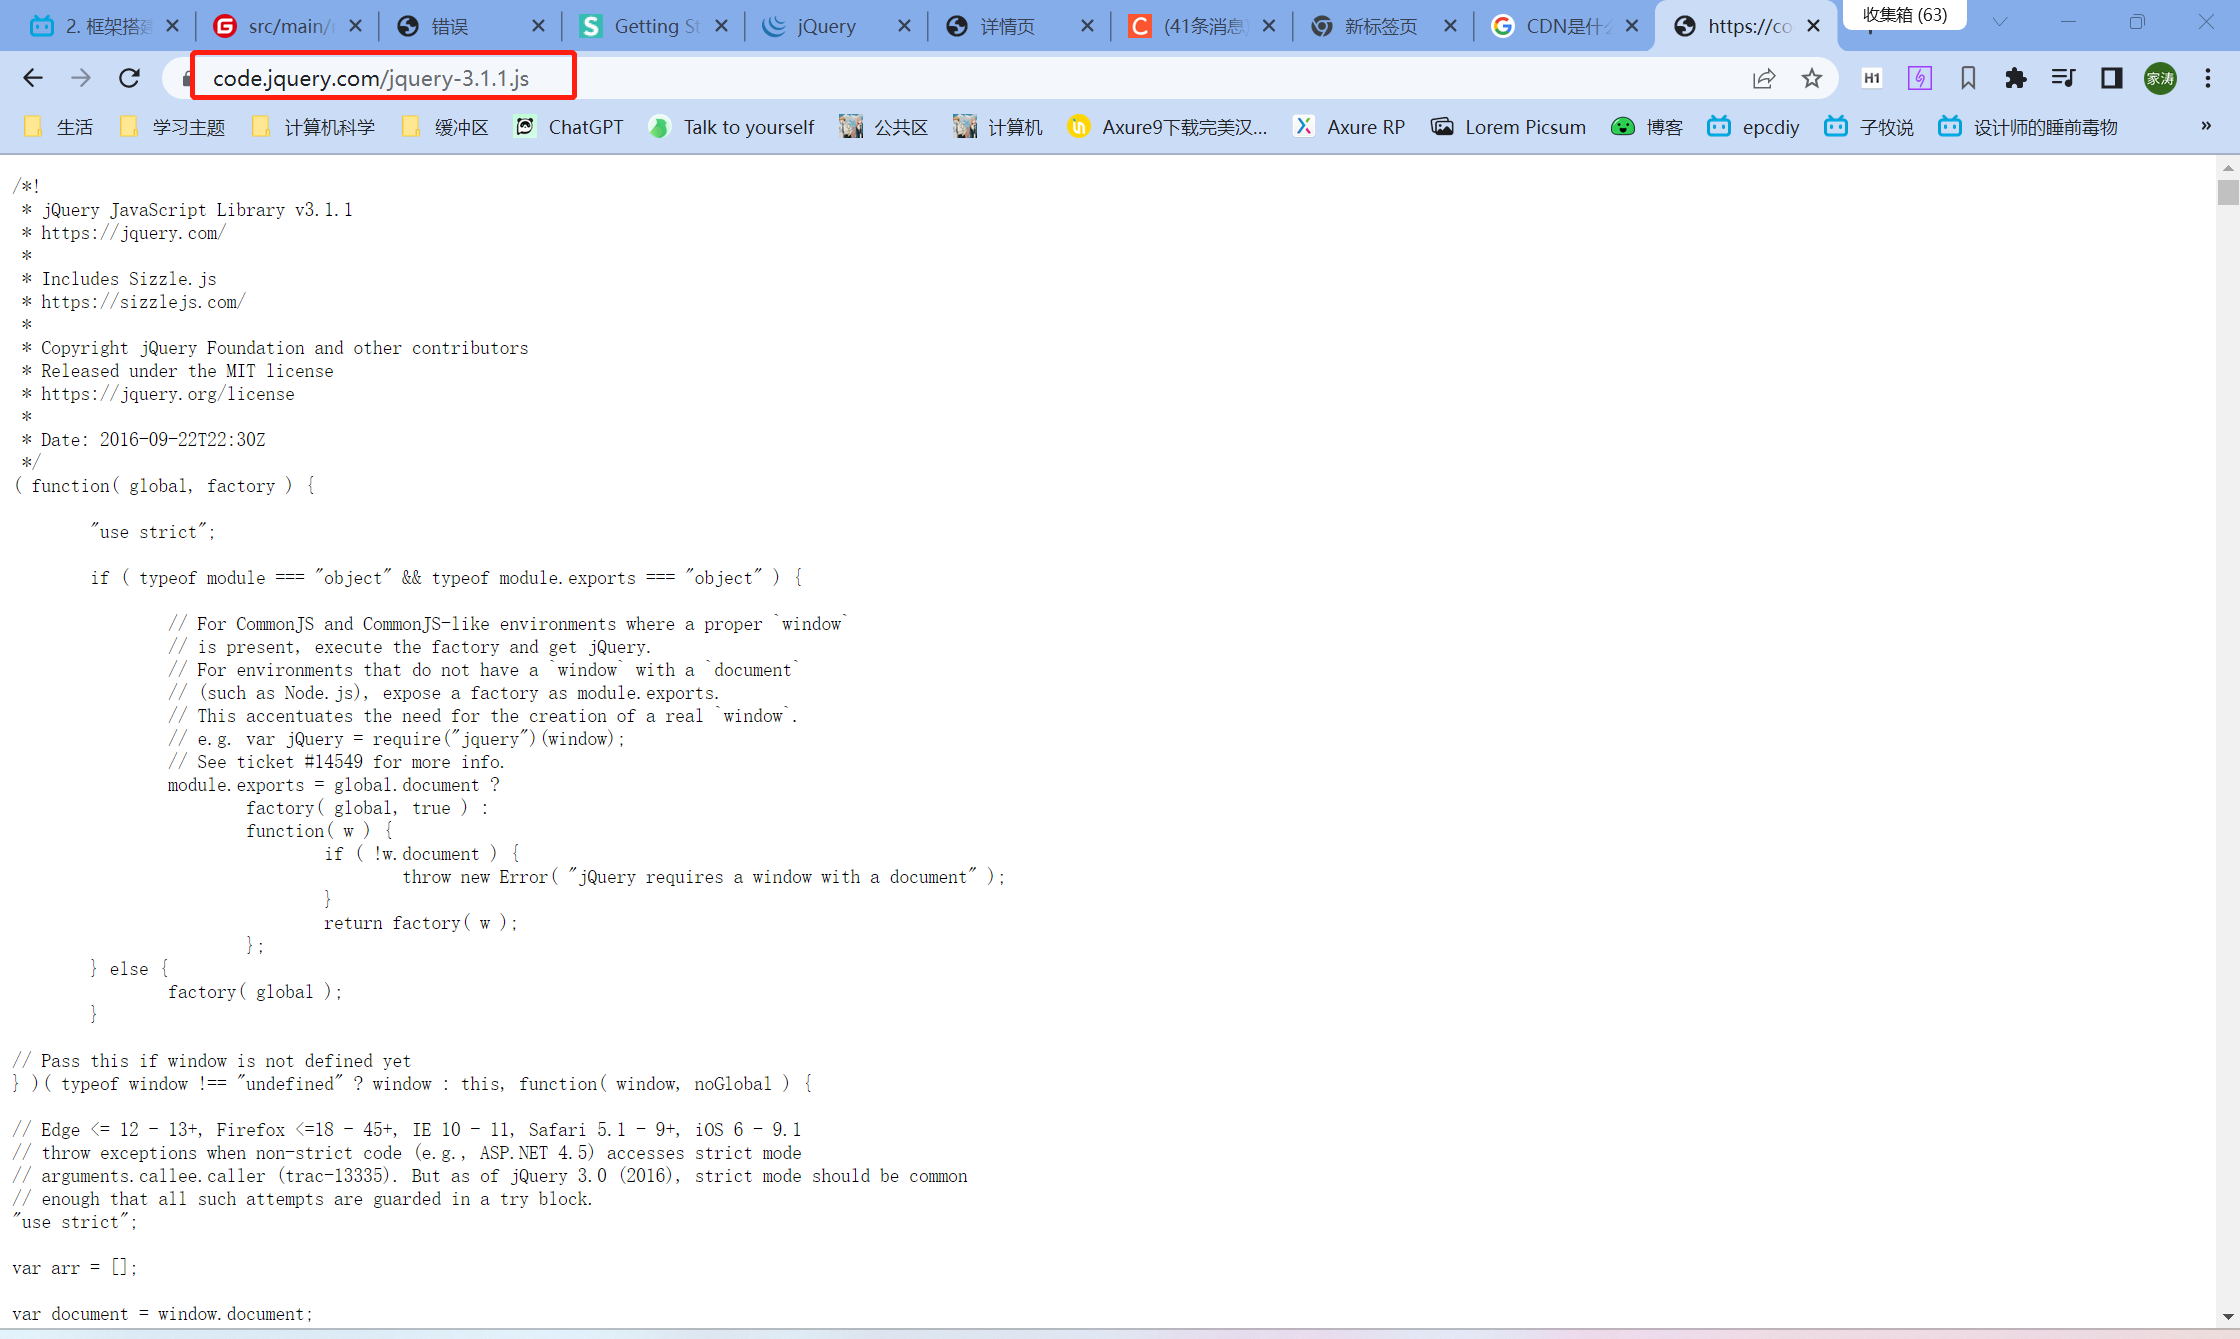 2. 框架搭建
src/main/r
错误
Getting St
jQuery
详情页
(41条消息)
新标签页
CDN是什么
https://co
收集箱 (63)
code.jquery.com/jquery-3.1.1.js
H1
家涛
生活
学习主题
计算机科学
缓冲区
ChatGPT
Talk to yourself
公共区
计算机
Axure9下载完美汉...
Axure RP
Lorem Picsum
博客
epcdiy
子牧说
设计师的睡前毒物
»
/*!
* jQuery JavaScript Library v3.1.1
* https://jquery.com/
*
* Includes Sizzle.js
* https://sizzlejs.com/
*
* Copyright jQuery Foundation and other contributors
* Released under the MIT license
* https://jquery.org/license
*
* Date: 2016-09-22T22:30Z
*/
( function( global, factory ) {
"use strict";
if ( typeof module === "object" && typeof module.exports === "object" ) {
// For CommonJS and CommonJS-like environments where a proper `window`
// is present, execute the factory and get jQuery.
// For environments that do not have a `window` with a `document`
// (such as Node.js), expose a factory as module.exports.
// This accentuates the need for the creation of a real `window`.
// e.g. var jQuery = require("jquery")(window);
// See ticket #14549 for more info.
module.exports = global.document ?
factory( global, true ) :
function( w ) {
if ( !w.document ) {
throw new Error( "jQuery requires a window with a document" );
}
return factory( w );
};
} else {
factory( global );
}
// Pass this if window is not defined yet
} )( typeof window !== "undefined" ? window : this, function( window, noGlobal ) {
// Edge <= 12 - 13+, Firefox <=18 - 45+, IE 10 - 11, Safari 5.1 - 9+, iOS 6 - 9.1
// throw exceptions when non-strict code (e.g., ASP.NET 4.5) accesses strict mode
// arguments.callee.caller (trac-13335). But as of jQuery 3.0 (2016), strict mode should be common
// enough that all such attempts are guarded in a try block.
"use strict";
var arr = [];
var document = window.document;